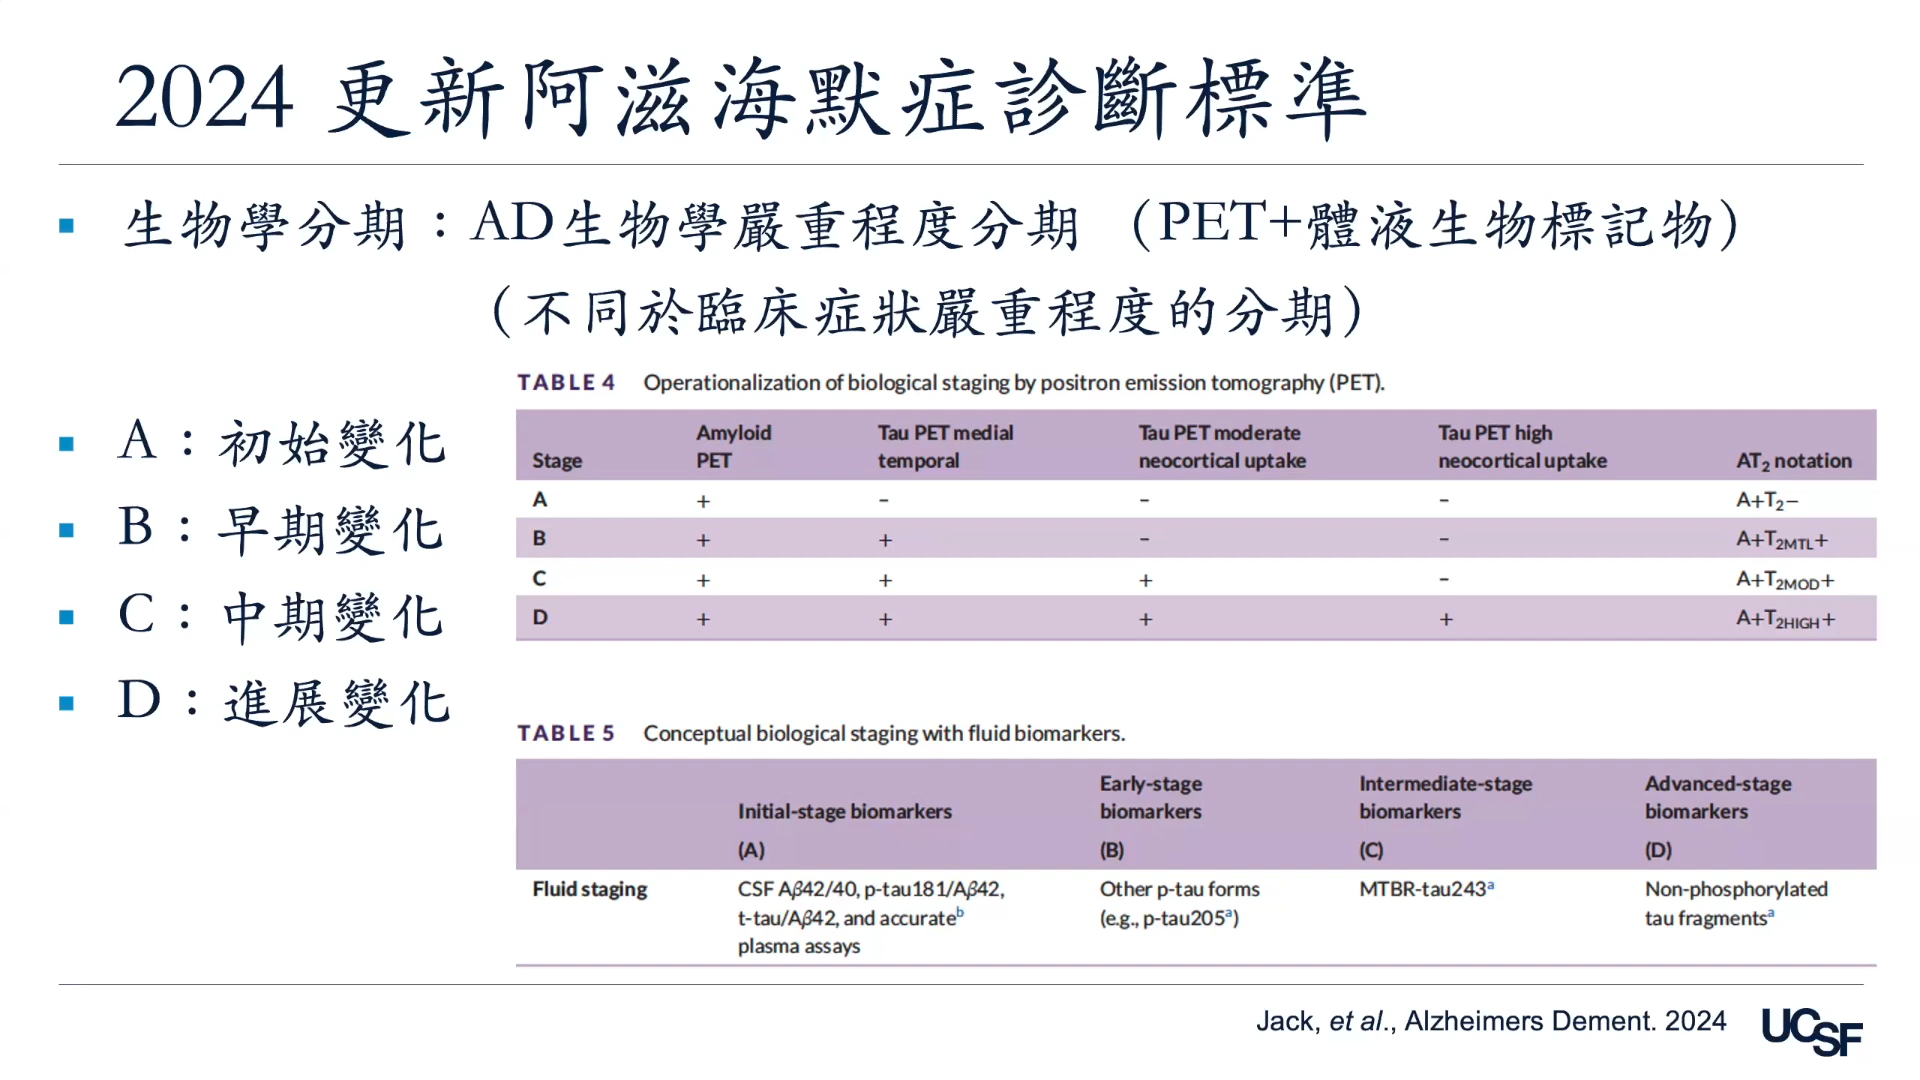 2024 更新阿滋海默症診斷標準
▪ 生物學分期：AD生物學嚴重程度分期 （PET+體液生物標記物）
（不同於臨床症狀嚴重程度的分期）
▪ A：初始變化
▪ B：早期變化
▪ C：中期變化
▪ D：進展變化
TABLE 4 Operationalization of biological staging by positron emission tomography (PET).
Stage | Amyloid PET | Tau PET medial temporal | Tau PET moderate neocortical uptake | Tau PET high neocortical uptake | AT₂ notation
A | + | – | – | – | A+T₂−
B | + | + | – | – | A+T₂MTL+
C | + | + | + | – | A+T₂MOD+
D | + | + | + | + | A+T₂HIGH+
TABLE 5 Conceptual biological staging with fluid biomarkers.
Initial-stage biomarkers (A) | Early-stage biomarkers (B) | Intermediate-stage biomarkers (C) | Advanced-stage biomarkers (D)
Fluid staging | CSF Aβ42/40, p-tau181/Aβ42, t-tau/Aβ42, and accurateᵇ plasma assays | Other p-tau forms (e.g., p-tau205ᵃ) | MTBR-tau243ᵃ | Non-phosphorylated tau fragmentsᵃ
Jack, et al., Alzheimers Dement. 2024
UCSF